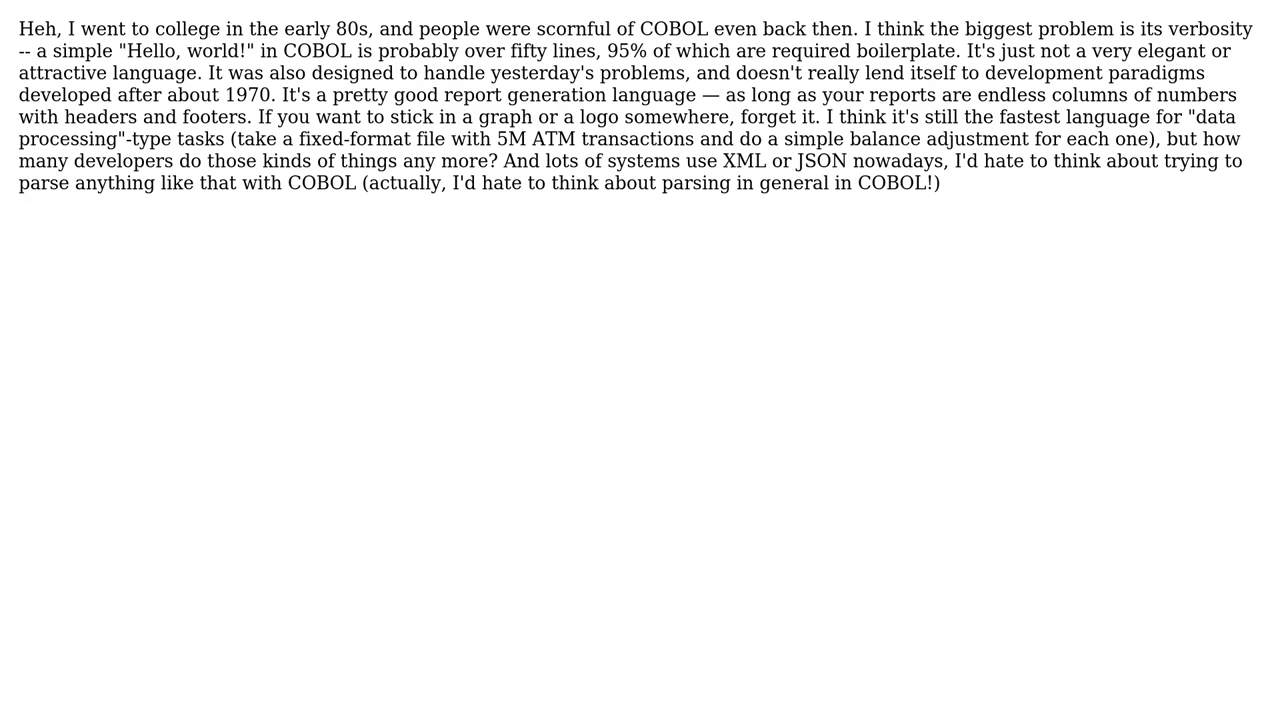 Heh, I went to college in the early 80s, and people were scornful of COBOL even back then. I think the biggest problem is its verbosity
-- a simple "Hello, world!" in COBOL is probably over fifty lines, 95% of which are required boilerplate. It's just not a very elegant or
attractive language. It was also designed to handle yesterday's problems, and doesn't really lend itself to development paradigms
developed after about 1970. It's a pretty good report generation language — as long as your reports are endless columns of numbers
with headers and footers. If you want to stick in a graph or a logo somewhere, forget it. I think it's still the fastest language for "data
processing"-type tasks (take a fixed-format file with 5M ATM transactions and do a simple balance adjustment for each one), but how
many developers do those kinds of things any more? And lots of systems use XML or JSON nowadays, I'd hate to think about trying to
parse anything like that with COBOL (actually, I'd hate to think about parsing in general in COBOL!)